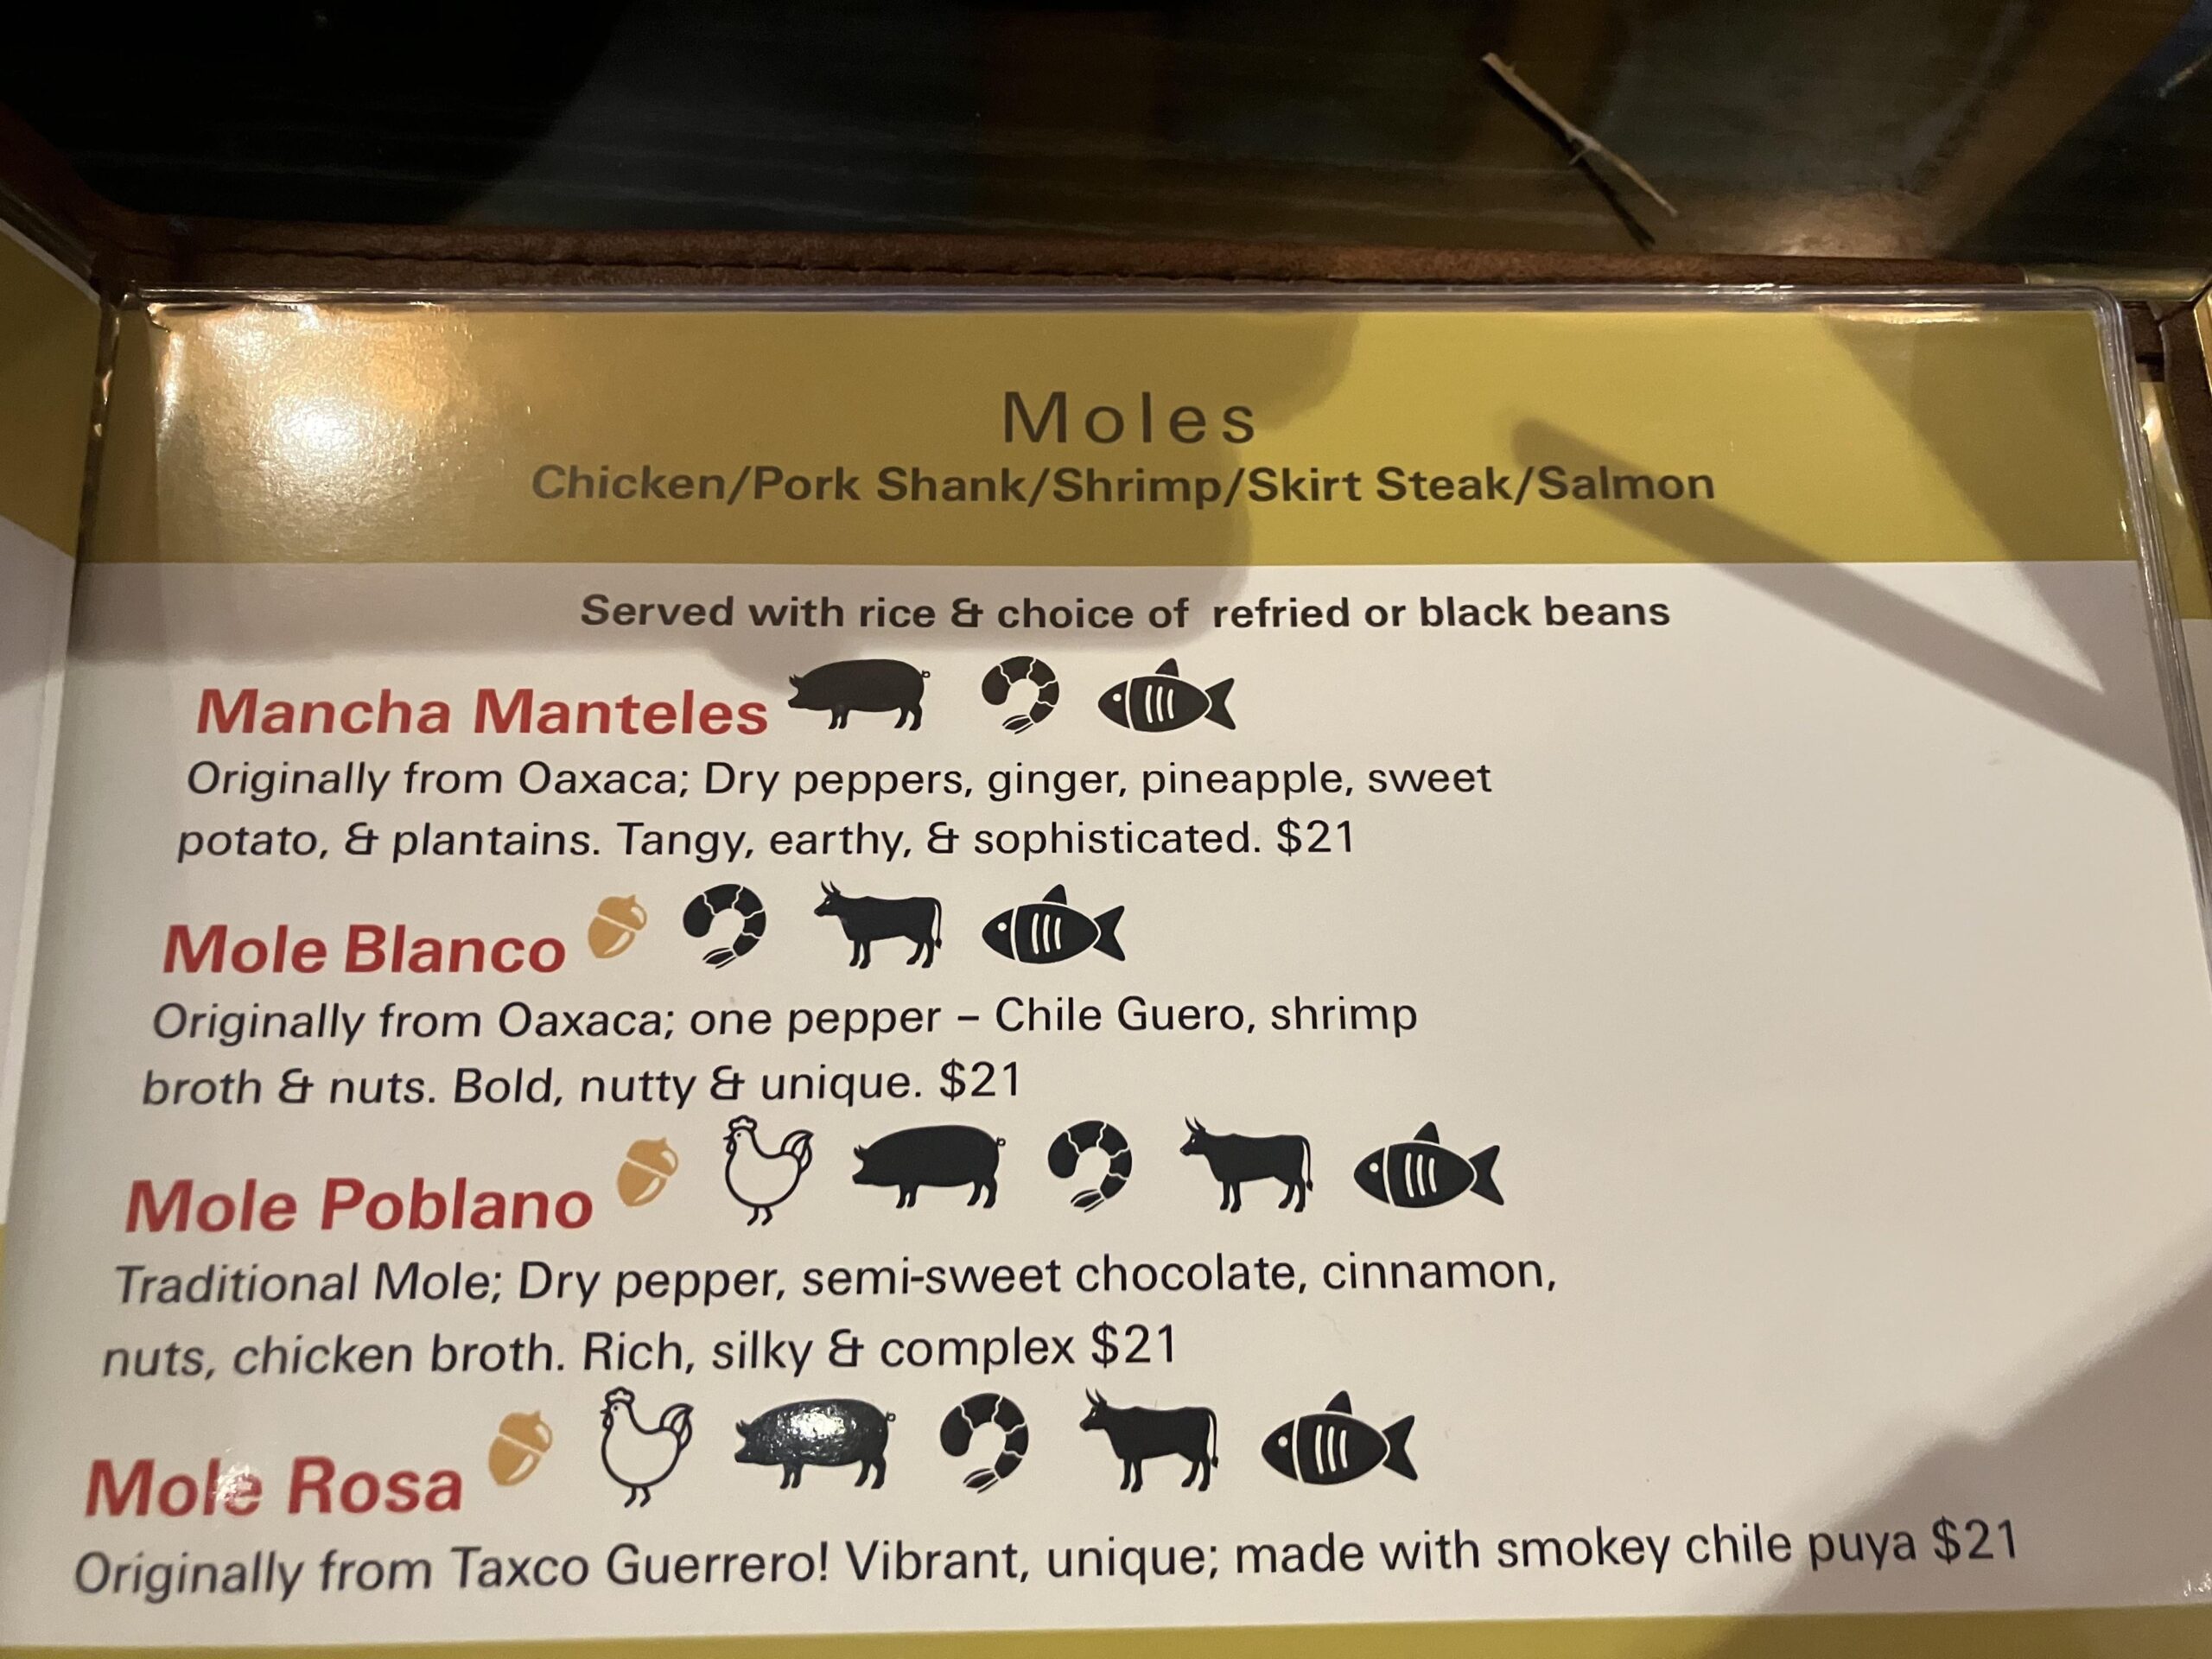 Moles
Chicken/Pork Shank/Shrimp/Skirt Steak/Salmon
Served with rice & choice of refried or black beans
Mancha Manteles
Originally from Oaxaca; Dry peppers, ginger, pineapple, sweet
potato, & plantains. Tangy, earthy, & sophisticated. $21
Mole Blanco
Originally from Oaxaca; one pepper – Chile Guero, shrimp
broth & nuts. Bold, nutty & unique. $21
Mole Poblano
Traditional Mole; Dry pepper, semi-sweet chocolate, cinnamon,
nuts, chicken broth. Rich, silky & complex $21
Mole Rosa
Originally from Taxco Guerrero! Vibrant, unique; made with smokey chile puya $21